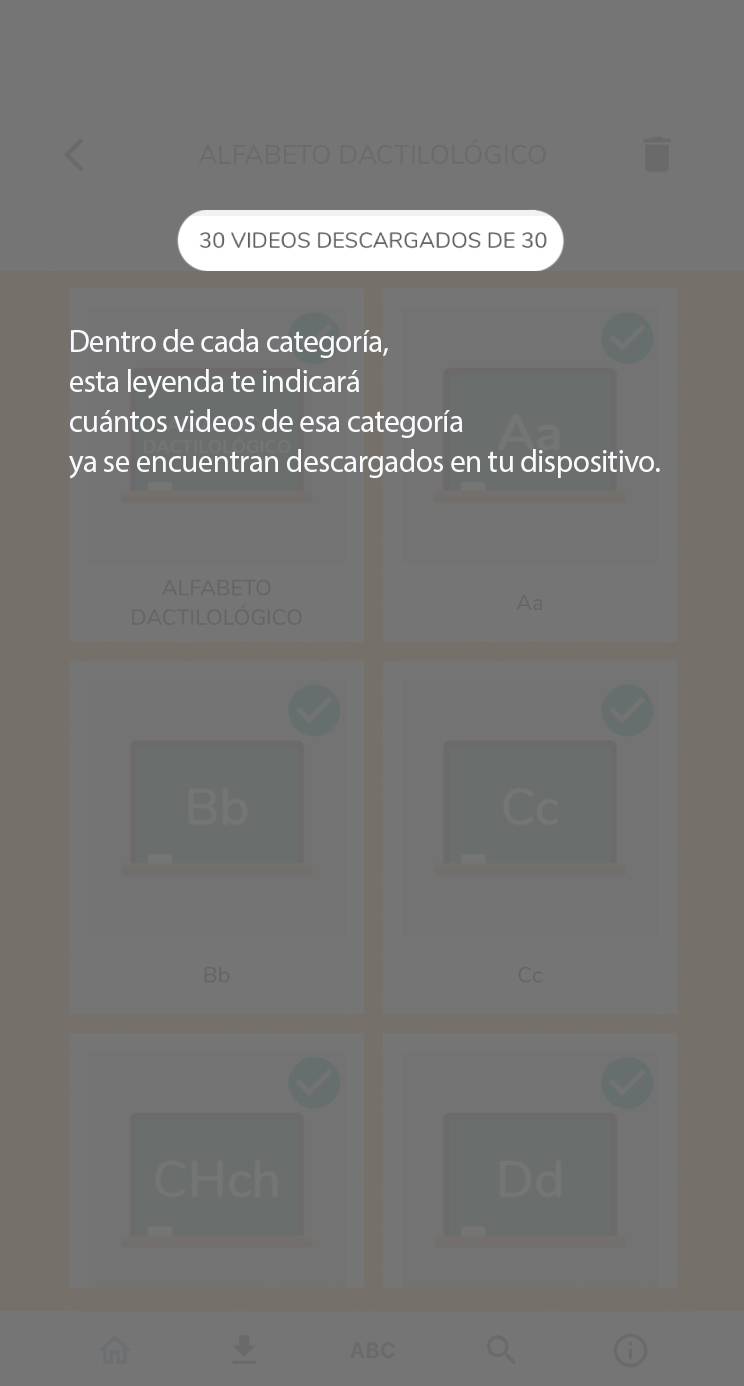 ALFABETO DACTILOLÓGICO
30 VIDEOS DESCARGADOS DE 30
Dentro de cada categoría,
esta leyenda te indicará
cuántos videos de esa categoría
ya se encuentran descargados en tu dispositivo.
DACTILOLÓGICO
Aa
ALFABETO
DACTILOLÓGICO
Aa
Bb
Cc
Bb
Cc
CHch
Dd
ABC